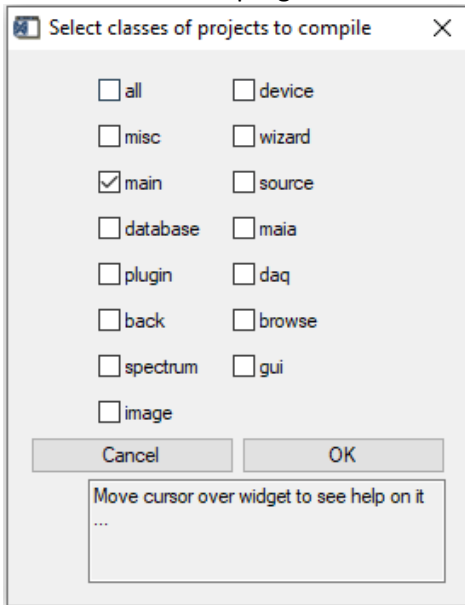 Select classes of projects to compile
all
device
misc
wizard
main
source
database
maia
plugin
daq
back
browse
spectrum
gui
image
Cancel
OK
Move cursor over widget to see help on it
...